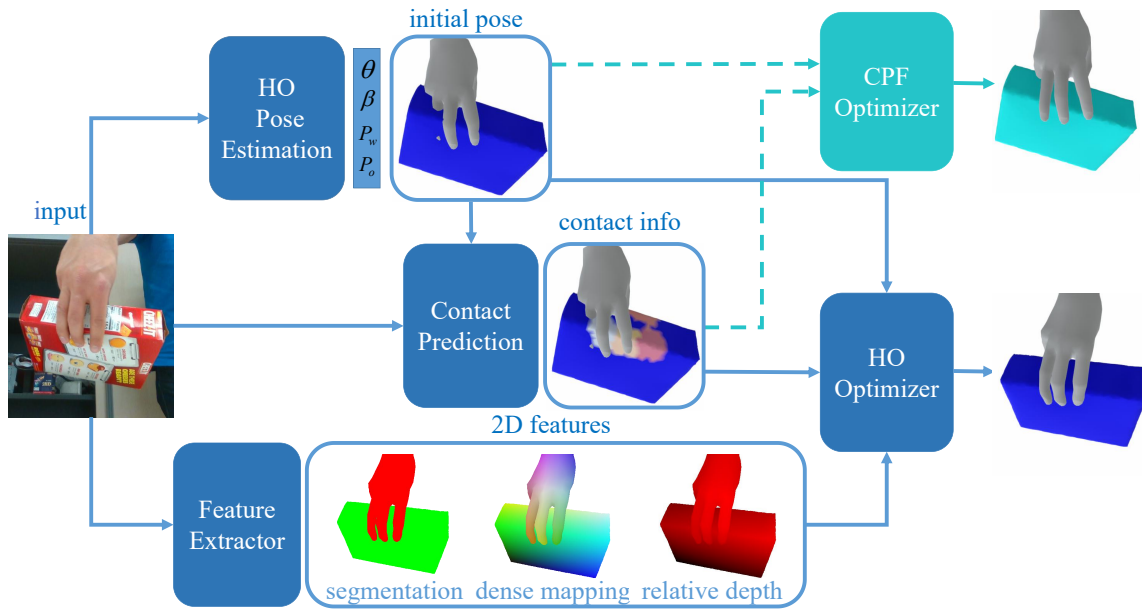 initial pose
HO
Pose
Estimation
θ
β
P_w
P_o
CPF
Optimizer
input
contact info
Contact
Prediction
HO
Optimizer
2D features
Feature
Extractor
segmentation dense mapping relative depth